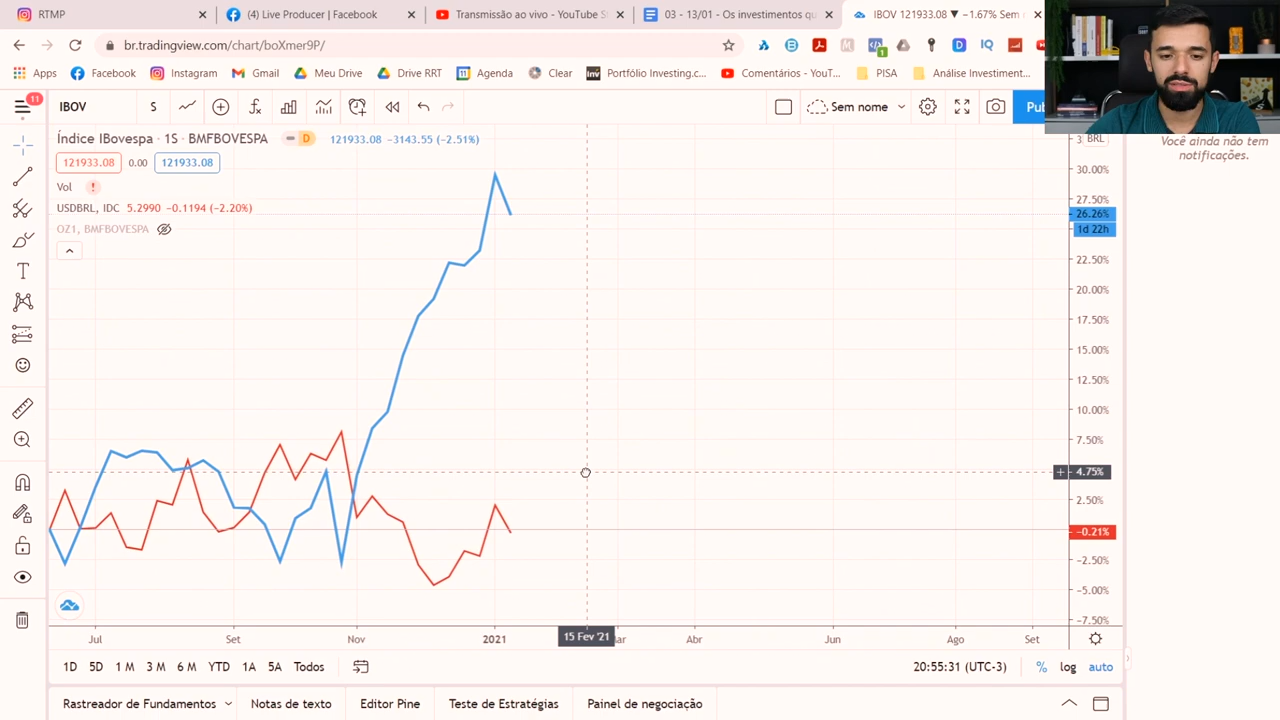 RTMP
(4) Live Producer | Facebook
Transmissão ao vivo - YouTube S
03 - 13/01 - Os investimentos qu
IBOV 121933.08 ▼ −1.67% Sem n
br.tradingview.com/chart/boXmer9P/
Apps
Facebook
Instagram
Gmail
Meu Drive
Drive RRT
Agenda
Clear
Portfólio Investing.c...
Comentários - YouT...
PISA
Análise Investiment...
11
IBOV
S
Sem nome
Pub
Índice IBovespa · 1S · BMFBOVESPA
D
121933.08 −3143.55 (−2.51%)
121933.08
0.00
121933.08
Vol
USDBRL, IDC 5.2990 −0.1194 (−2.20%)
OZ1, BMFBOVESPA
Você ainda não tem
notificações.
BRL
30.00%
27.50%
26.26%
1d 22h
22.50%
20.00%
17.50%
15.00%
12.50%
10.00%
7.50%
4.75%
2.50%
−0.21%
−2.50%
−5.00%
−7.50%
Jul
Set
Nov
2021
15 Fev '21
Abr
Jun
Ago
Set
1D
5D
1 M
3 M
6 M
YTD
1A
5A
Todos
20:55:31 (UTC-3)
%
log
auto
Rastreador de Fundamentos
Notas de texto
Editor Pine
Teste de Estratégias
Painel de negociação